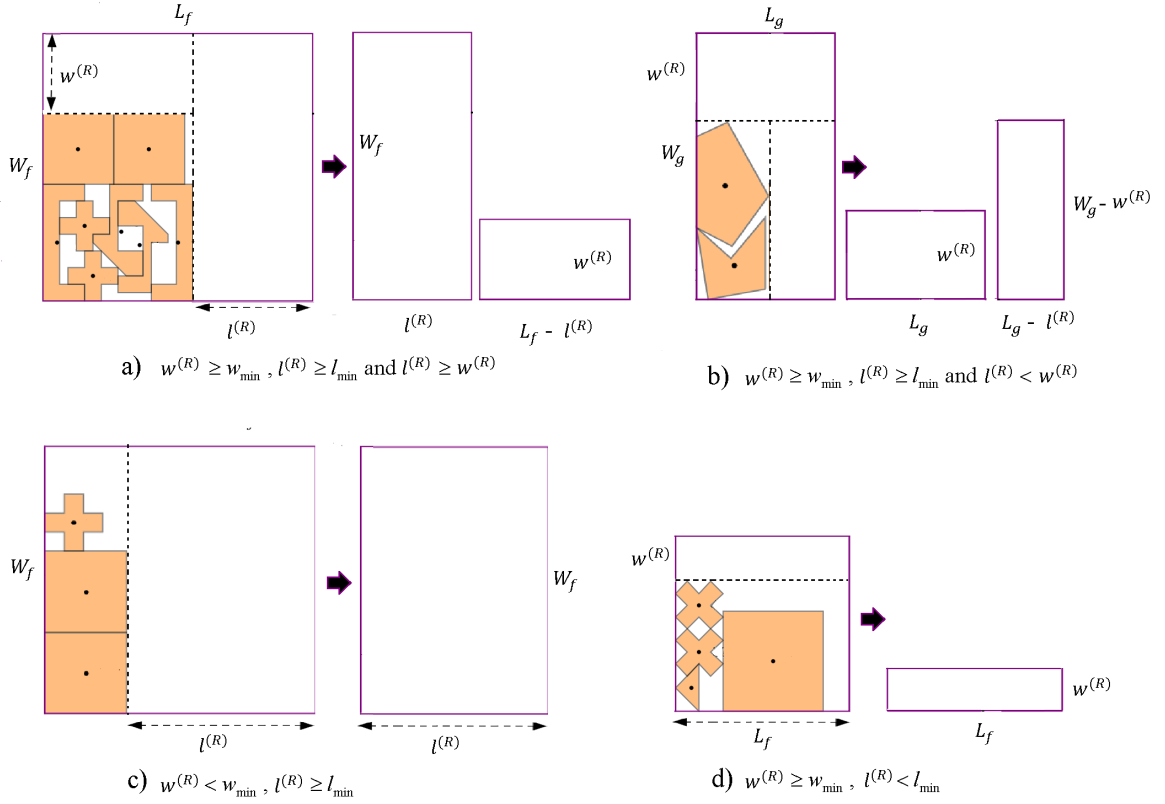 L_f
w^(R)
W_f
W_f
w^(R)
l^(R)
l^(R)
L_f - l^(R)
a) w^(R) ≥ w_min , l^(R) ≥ l_min and l^(R) ≥ w^(R)
L_g
w^(R)
W_g
W_g - w^(R)
w^(R)
L_g
L_g - l^(R)
b) w^(R) ≥ w_min , l^(R) ≥ l_min and l^(R) < w^(R)
W_f
W_f
l^(R)
l^(R)
c) w^(R) < w_min , l^(R) ≥ l_min
w^(R)
w^(R)
L_f
L_f
d) w^(R) ≥ w_min , l^(R) < l_min